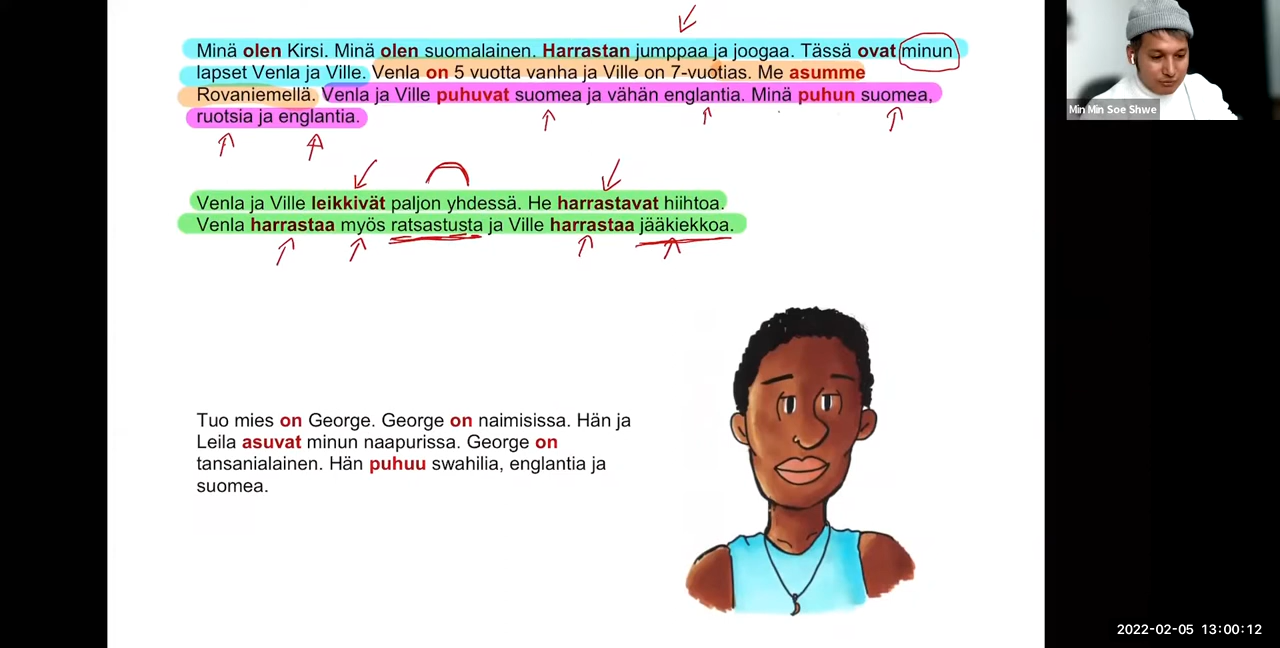 Minä olen Kirsi. Minä olen suomalainen. Harrastan jumppaa ja joogaa. Tässä ovat minun
lapset Venla ja Ville. Venla on 5 vuotta vanha ja Ville on 7-vuotias. Me asumme
Rovaniemellä. Venla ja Ville puhuvat suomea ja vähän englantia. Minä puhun suomea,
ruotsia ja englantia.
Venla ja Ville leikkivät paljon yhdessä. He harrastavat hiihtoa.
Venla harrastaa myös ratsastusta ja Ville harrastaa jääkiekkoa.
Tuo mies on George. George on naimisissa. Hän ja
Leila asuvat minun naapurissa. George on
tansanialainen. Hän puhuu swahilia, englantia ja
suomea.
Min Min Soe Shwe
2022-02-05 13:00:12